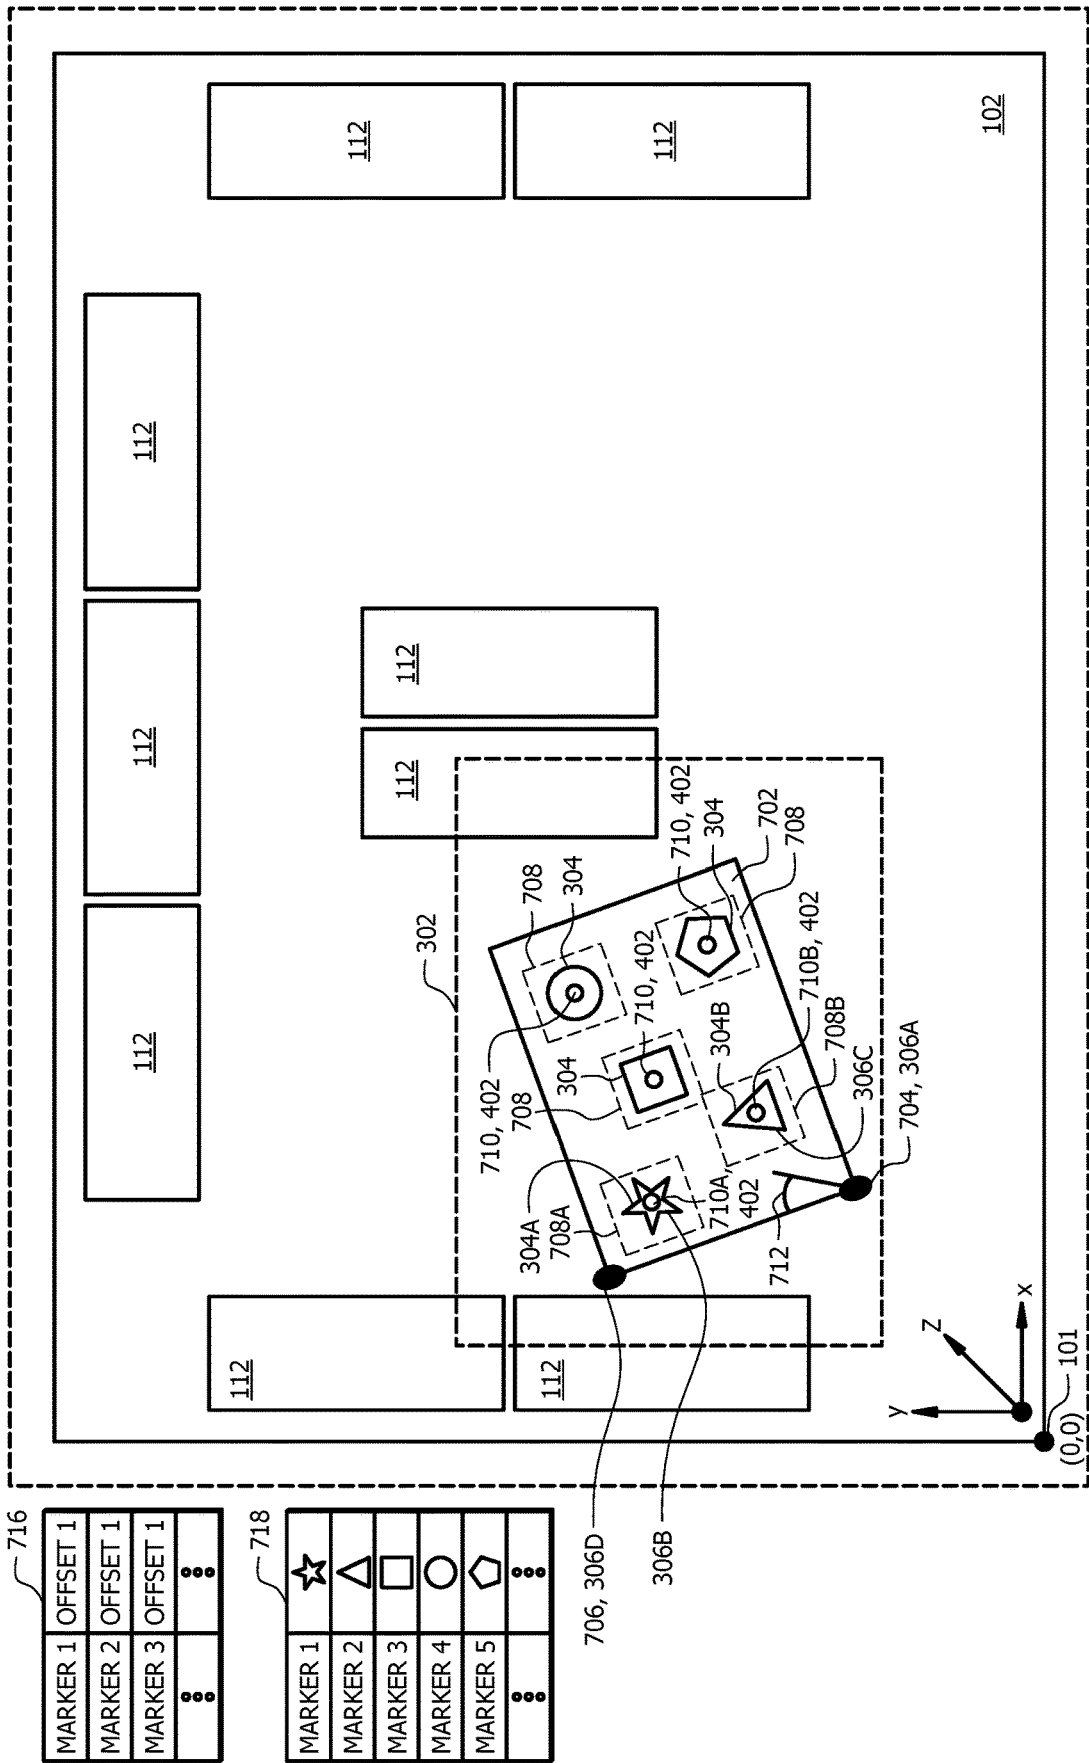 716
MARKER 1 OFFSET 1
MARKER 2 OFFSET 1
MARKER 3 OFFSET 1
718
MARKER 1
MARKER 2
MARKER 3
MARKER 4
MARKER 5
706, 306D
306B
112
112
112
112
112
112
112
112
112
302
710, 402
708
304
708
304
710, 402
304A
708A
710A, 402
710, 402
304
702
708
304B
710B, 402
708B
306C
712
704, 306A
y
Z
x
101
(0,0)
102